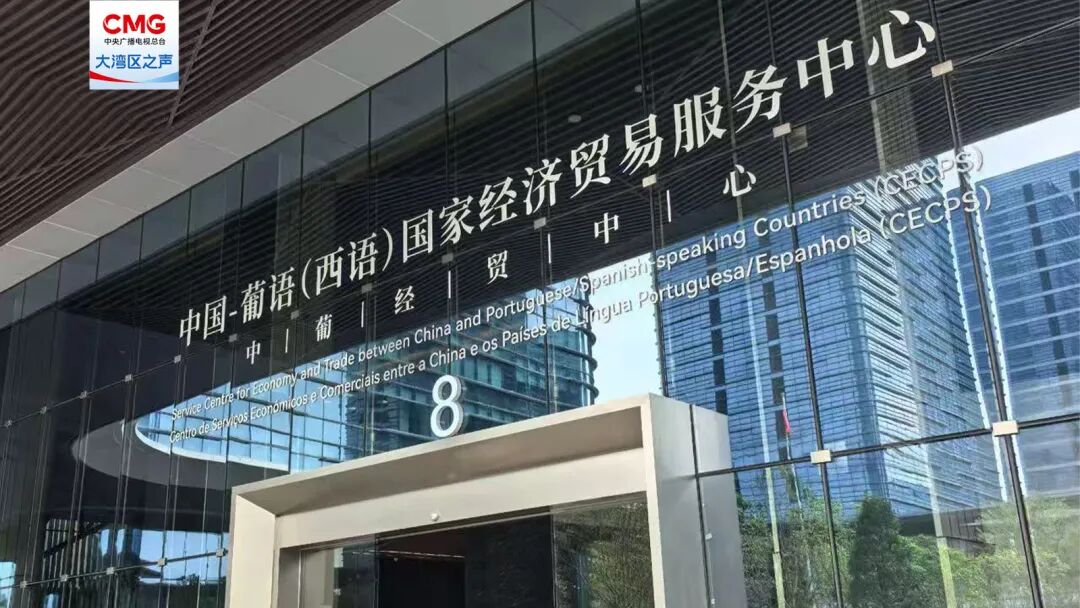 CMG
中央广播电视总台
大湾区之声
中国-葡语(西语)国家经济贸易服务中心
中|葡|经|贸|中|心
Service Centre for Economy and Trade between China and Portuguese/Spanish-speaking Countries (CECPS)
Centro de Serviços Económicos e Comerciais entre a China e os Países de Língua Portuguesa/Espanhola (CECPS)
8